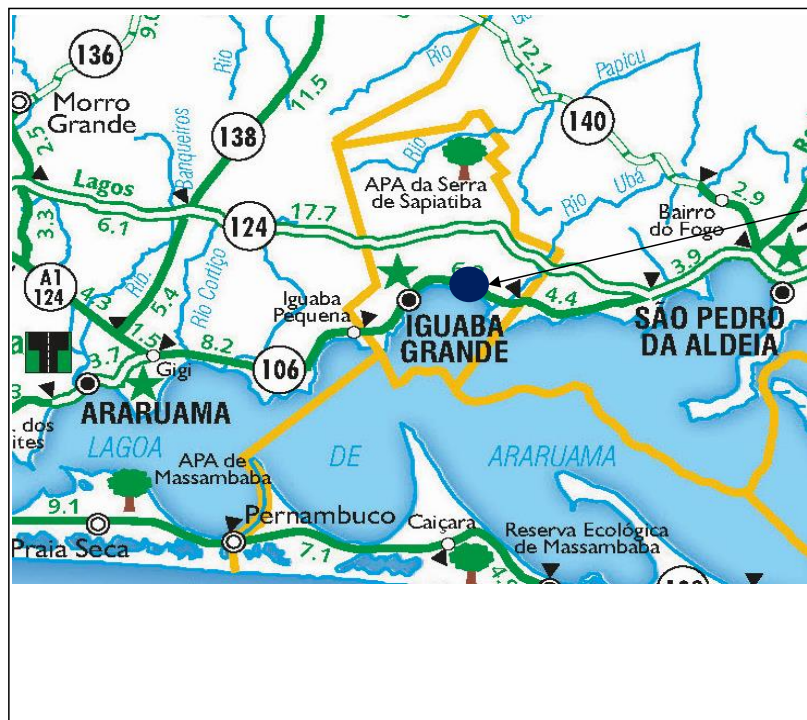 136
9.0
Rio
Rio
12.1
Papicu
Morro
Grande
11.5
2.5
138
Banqueiros
140
Rio
APA da Serra
de Sapiatiba
Rio Ubá
2.9
Bairro
do Fogo
Lagos
6.1
124
17.7
3.3
A1
124
4.3
Rib.
5.4
Rio Cortiço
Iguaba
Pequena
IGUABA
GRANDE
4.4
3.9
SÃO PEDRO
DA ALDEIA
1.5
3.7
Gigi
8.2
106
ARARUAMA
LAGOA
DE
ARARUAMA
APA de
Massambaba
9.1
Praia Seca
Pernambuco
7.1
Caiçara
Reserva Ecológica
de Massambaba